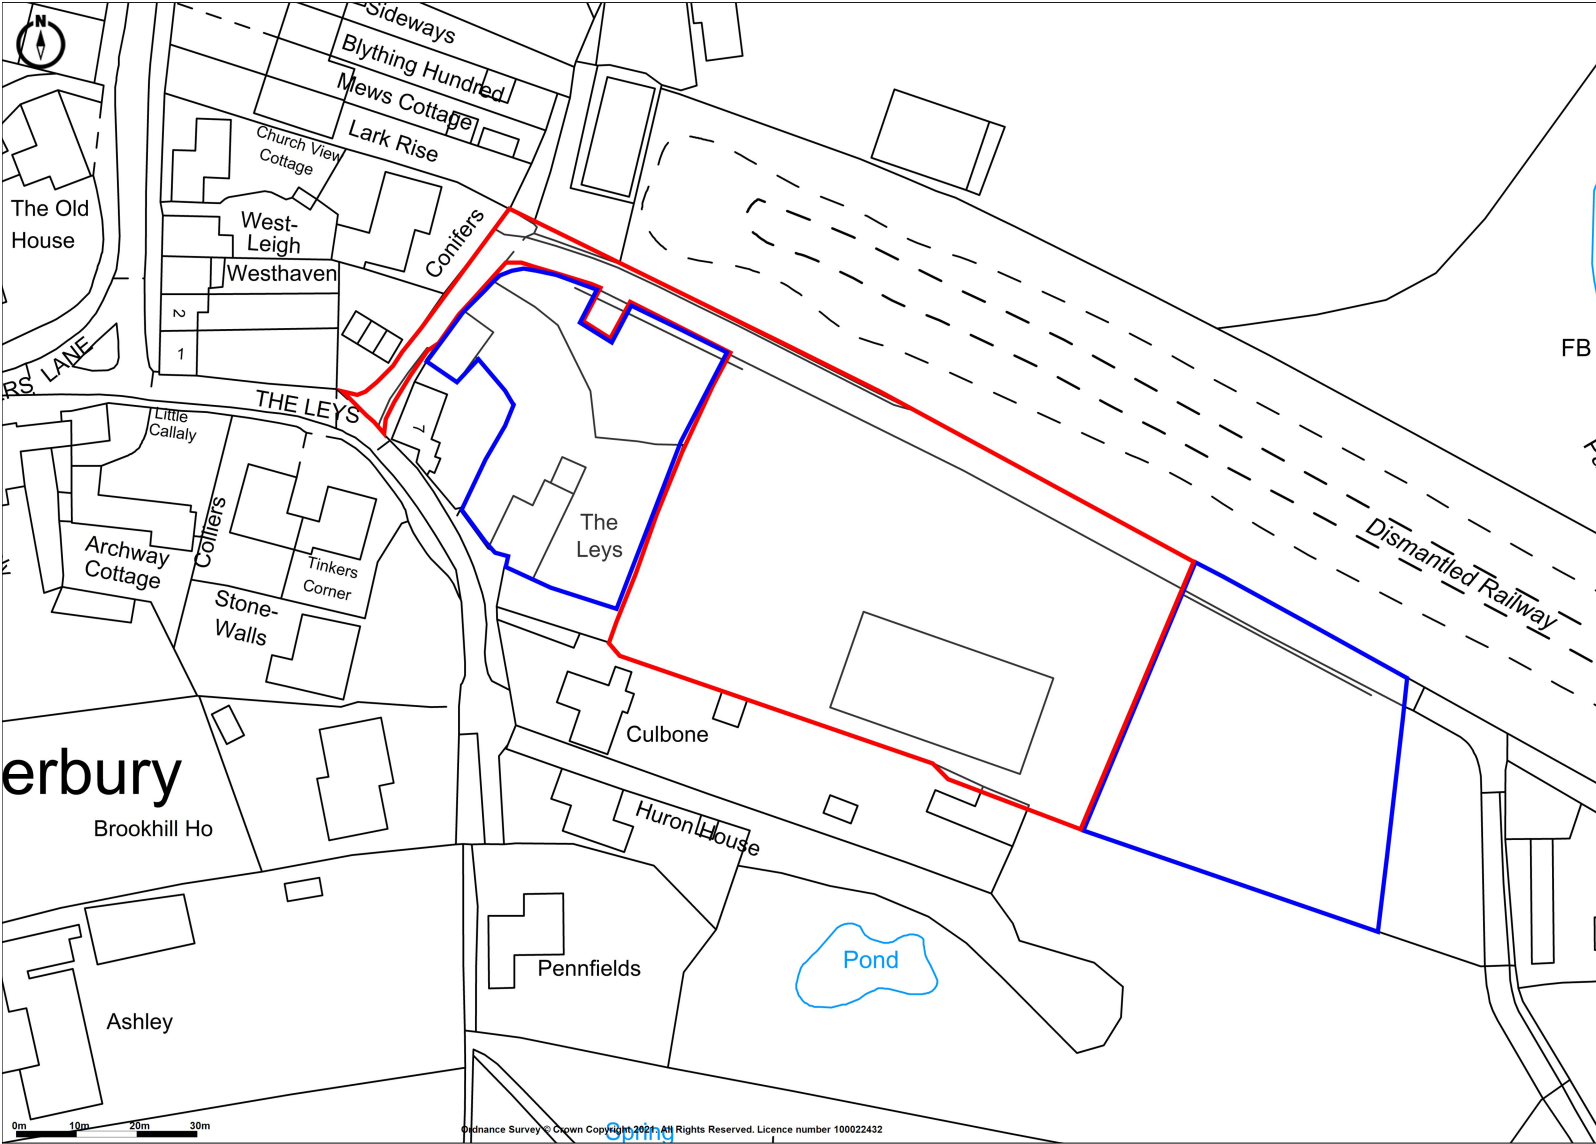 N
Sideways
Blything Hundred
Mews Cottage
Lark Rise
Church View
Cottage
The Old
House
West-
Leigh
Westhaven
Conifers
2
1
RS LANE
THE LEYS
Little
Callaly
7
FB
The
Leys
Dismantled Railway
Colliers
Archway
Cottage
Tinkers
Corner
Stone-
Walls
Culbone
erbury
Brookhill Ho
Huron House
Pond
Pennfields
Ashley
0m 10m 20m 30m
Ordnance Survey © Crown Copyright 2021. All Rights Reserved. Licence number 100022432
Spring